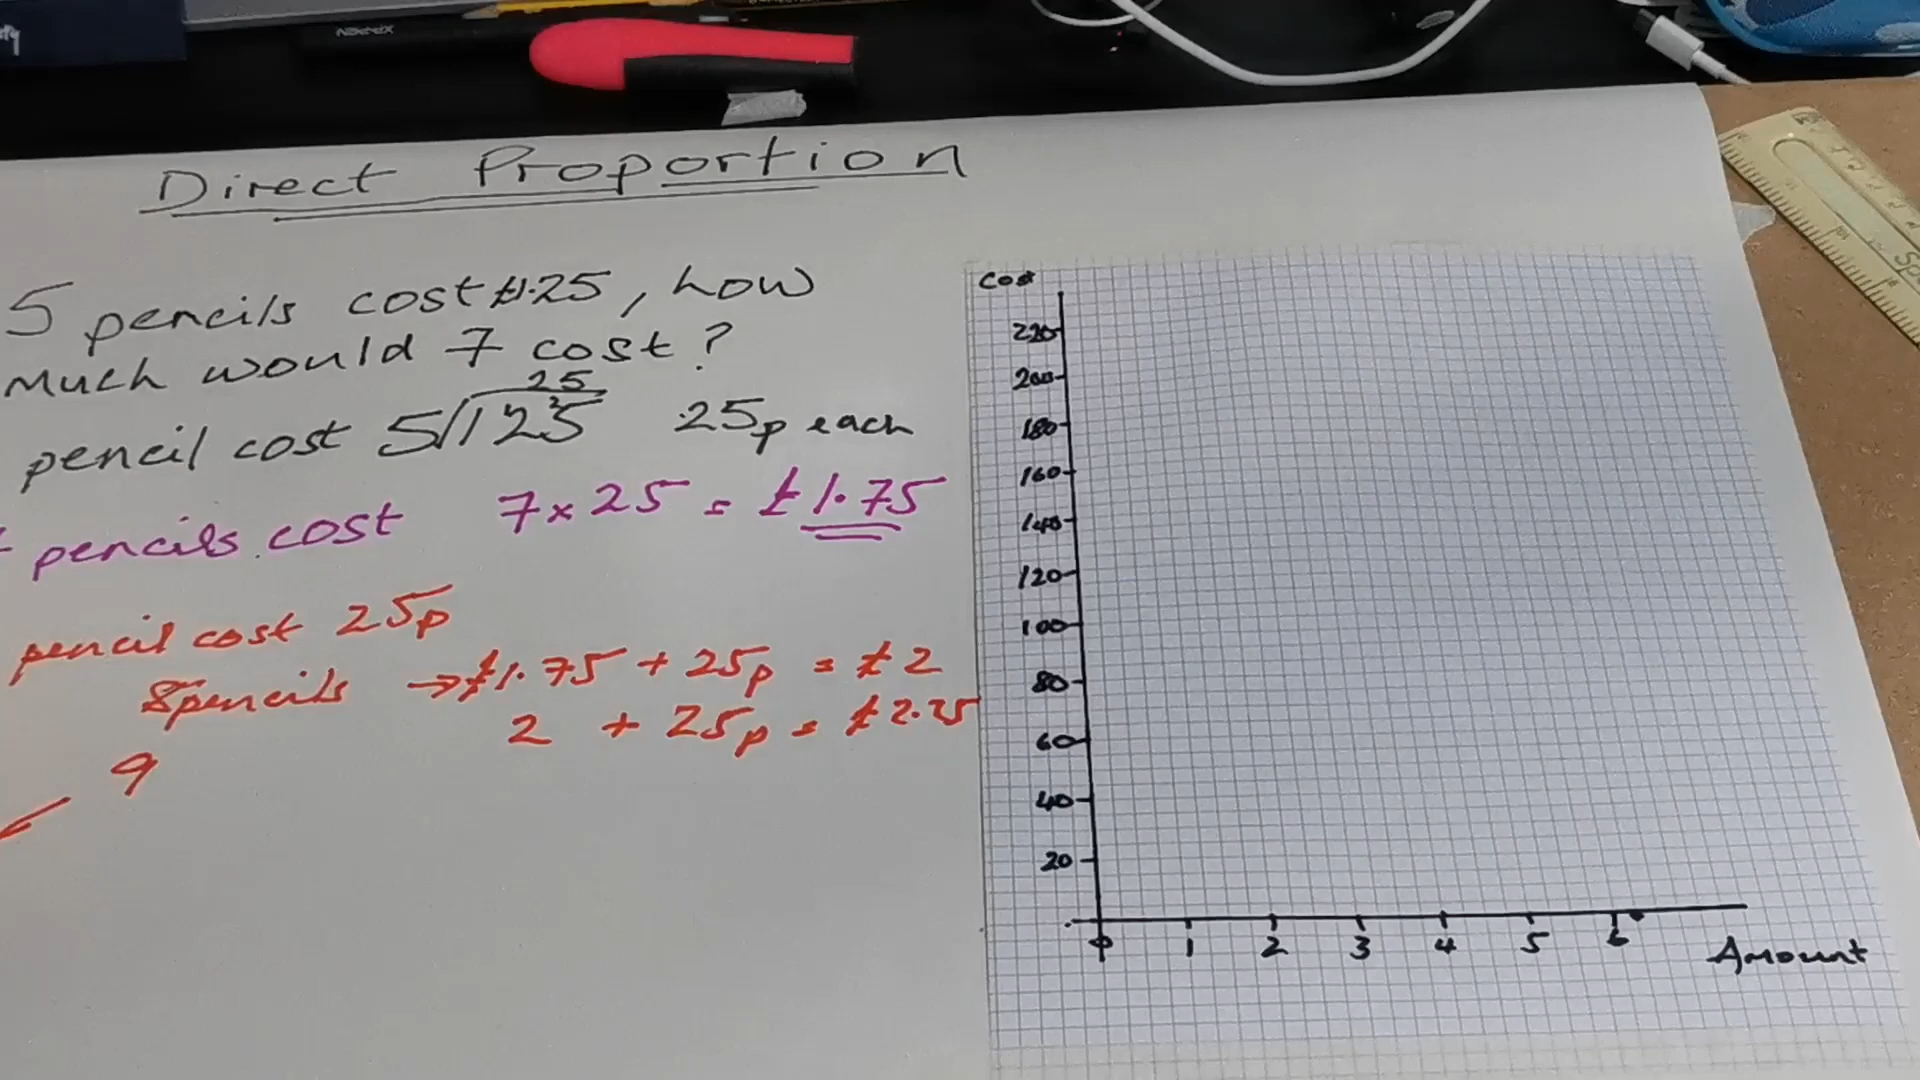 Direct Proportion
5 pencils cost £1.25, how
much would 7 cost?
25
pencil cost 5 125 25p each
pencils cost 7 x 25 = £1.75
pencil cost 25p
8 pencils → £1.75 + 25p = £2
9 2 + 25p = £2.25
Cost
220
200
180
160
140
120
100
80
60
40
20
0 1 2 3 4 5 6
Amount